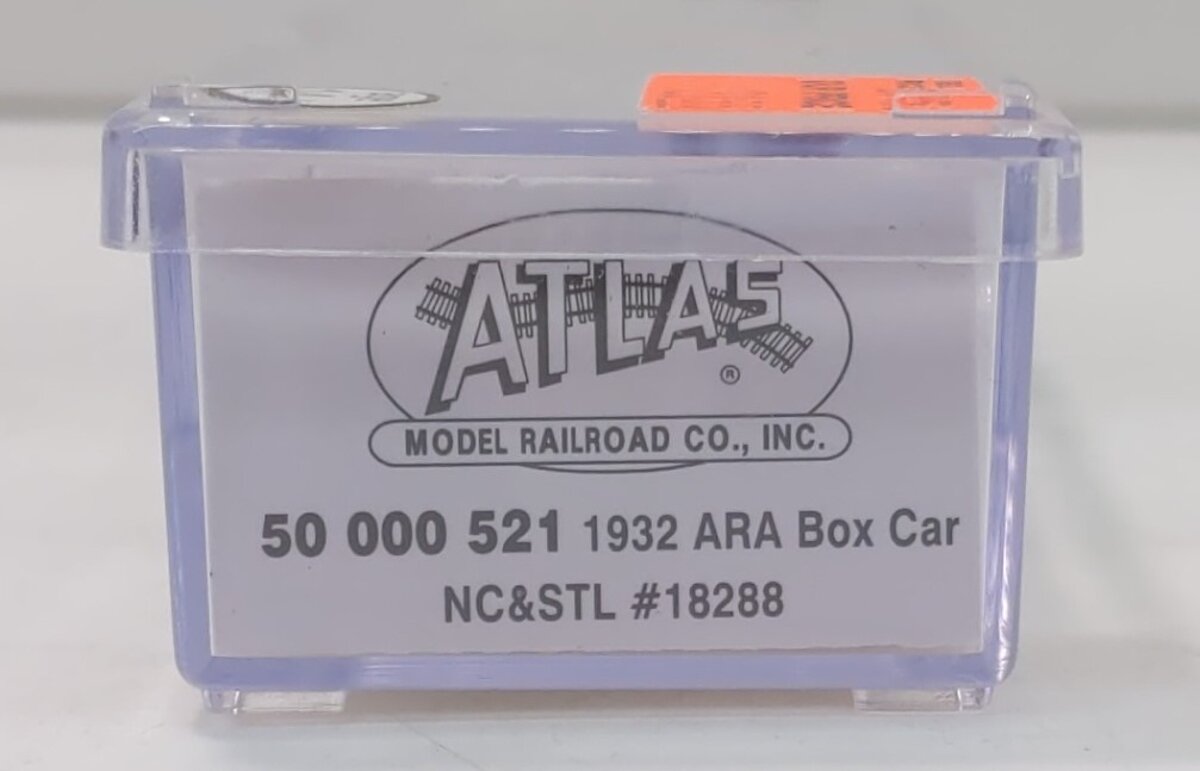 ATLAS
®
MODEL RAILROAD CO., INC.
50 000 521 1932 ARA Box Car
NC&STL #18288